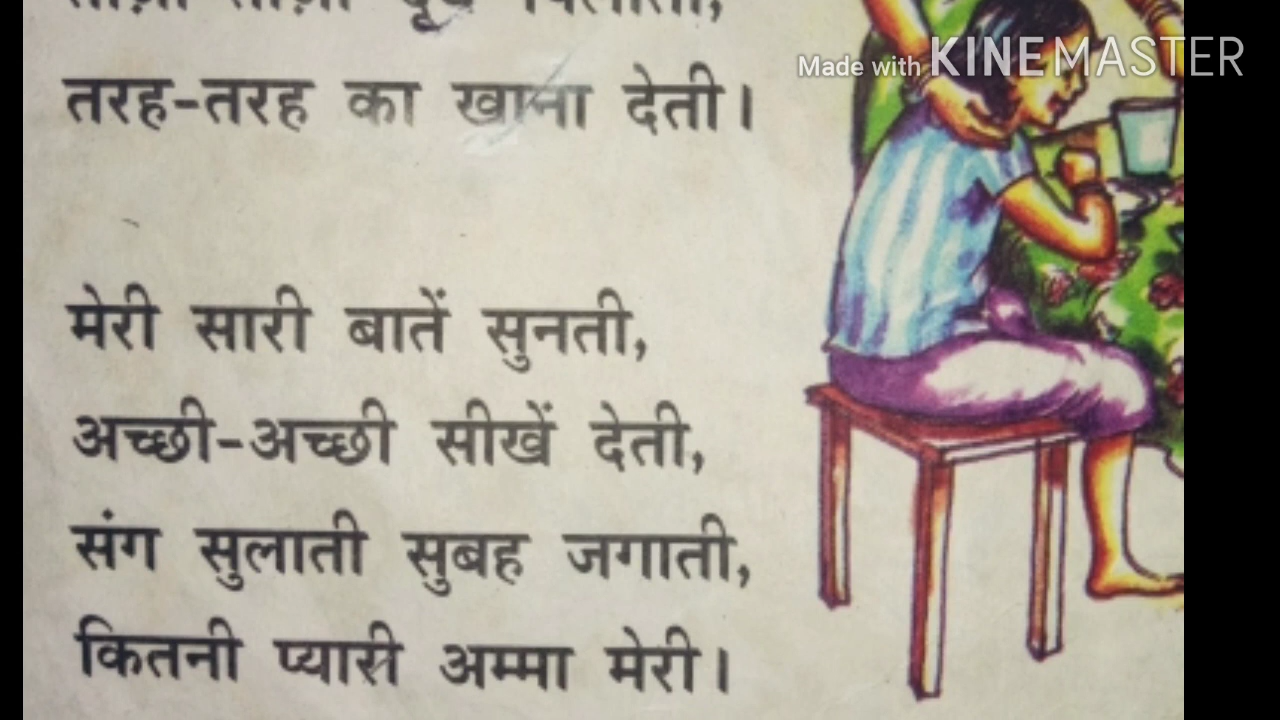 तरह-तरह का खाना देती।
मेरी सारी बातें सुनती,
अच्छी-अच्छी सीखें देती,
संग सुलाती सुबह जगाती,
कितनी प्यारी अम्मा मेरी।
Made with KINEMASTER